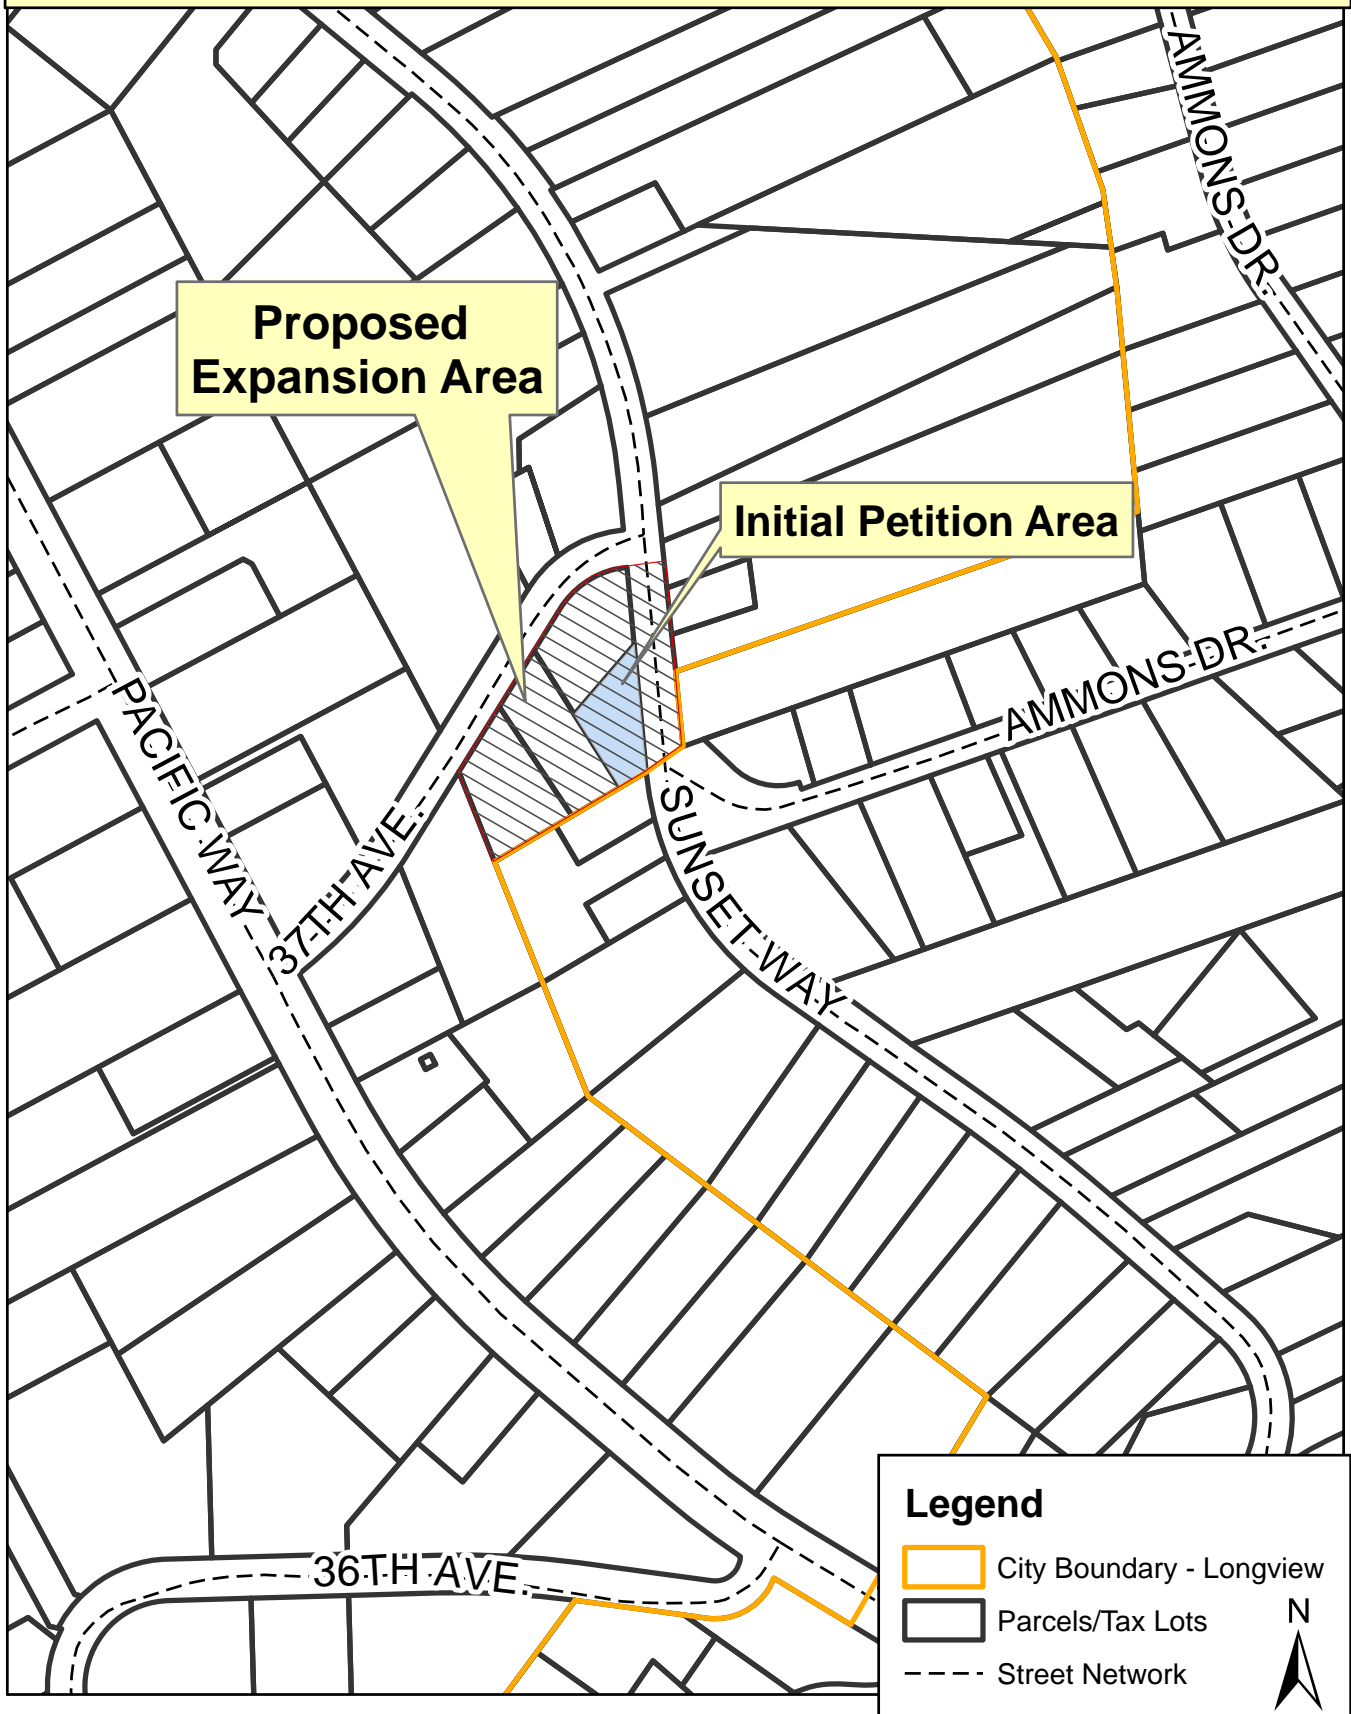 AMMONS DR.
Proposed
Expansion Area
Initial Petition Area
AMMONS DR.
PACIFIC WAY
37TH AVE.
SUNSET WAY
36TH AVE.
Legend
City Boundary - Longview
Parcels/Tax Lots
Street Network
N